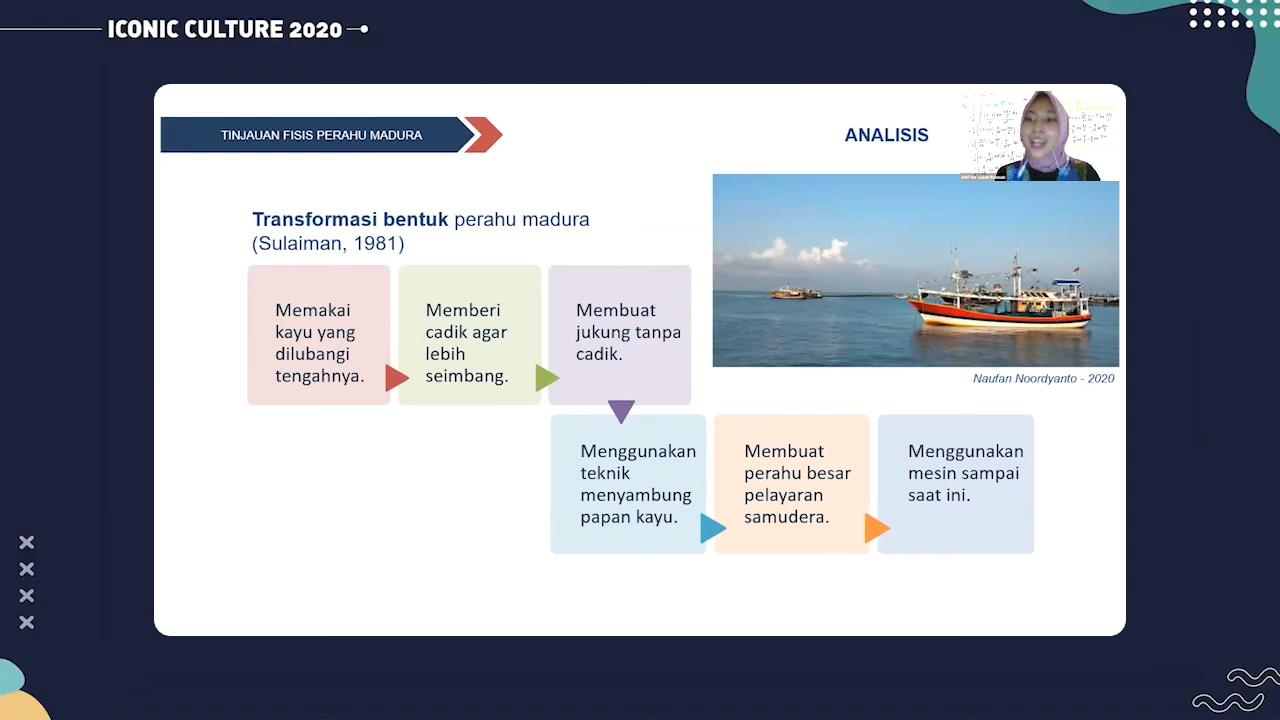 ICONIC CULTURE 2020
TINJAUAN FISIS PERAHU MADURA
ANALISIS
Transformasi bentuk perahu madura
(Sulaiman, 1981)
Memakai
kayu yang
dilubangi
tengahnya.
Memberi
cadik agar
lebih
seimbang.
Membuat
jukung tanpa
cadik.
Naufan Noordyanto - 2020
Menggunakan
teknik
menyambung
papan kayu.
Membuat
perahu besar
pelayaran
samudera.
Menggunakan
mesin sampai
saat ini.